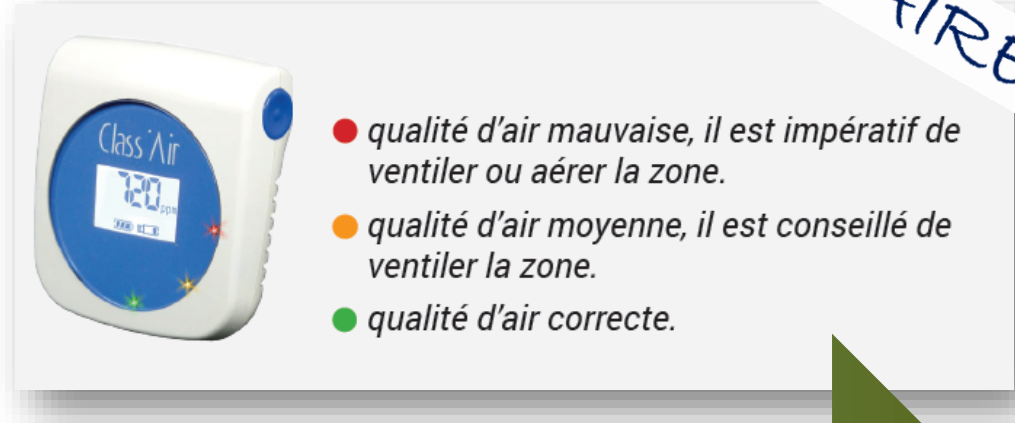 Class'Air
720 ppm
qualité d'air mauvaise, il est impératif de
ventiler ou aérer la zone.
qualité d'air moyenne, il est conseillé de
ventiler la zone.
qualité d'air correcte.